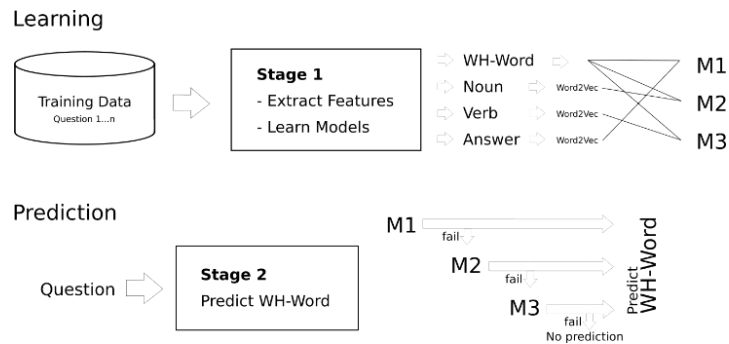 Learning
Training Data
Question 1...n
Stage 1
- Extract Features
- Learn Models
WH-Word
Noun
Word2Vec
Verb
Word2Vec
Answer
Word2Vec
M1
M2
M3
Prediction
Question
Stage 2
Predict WH-Word
M1
fail
M2
fail
M3
fail
No prediction
Predict
WH-Word